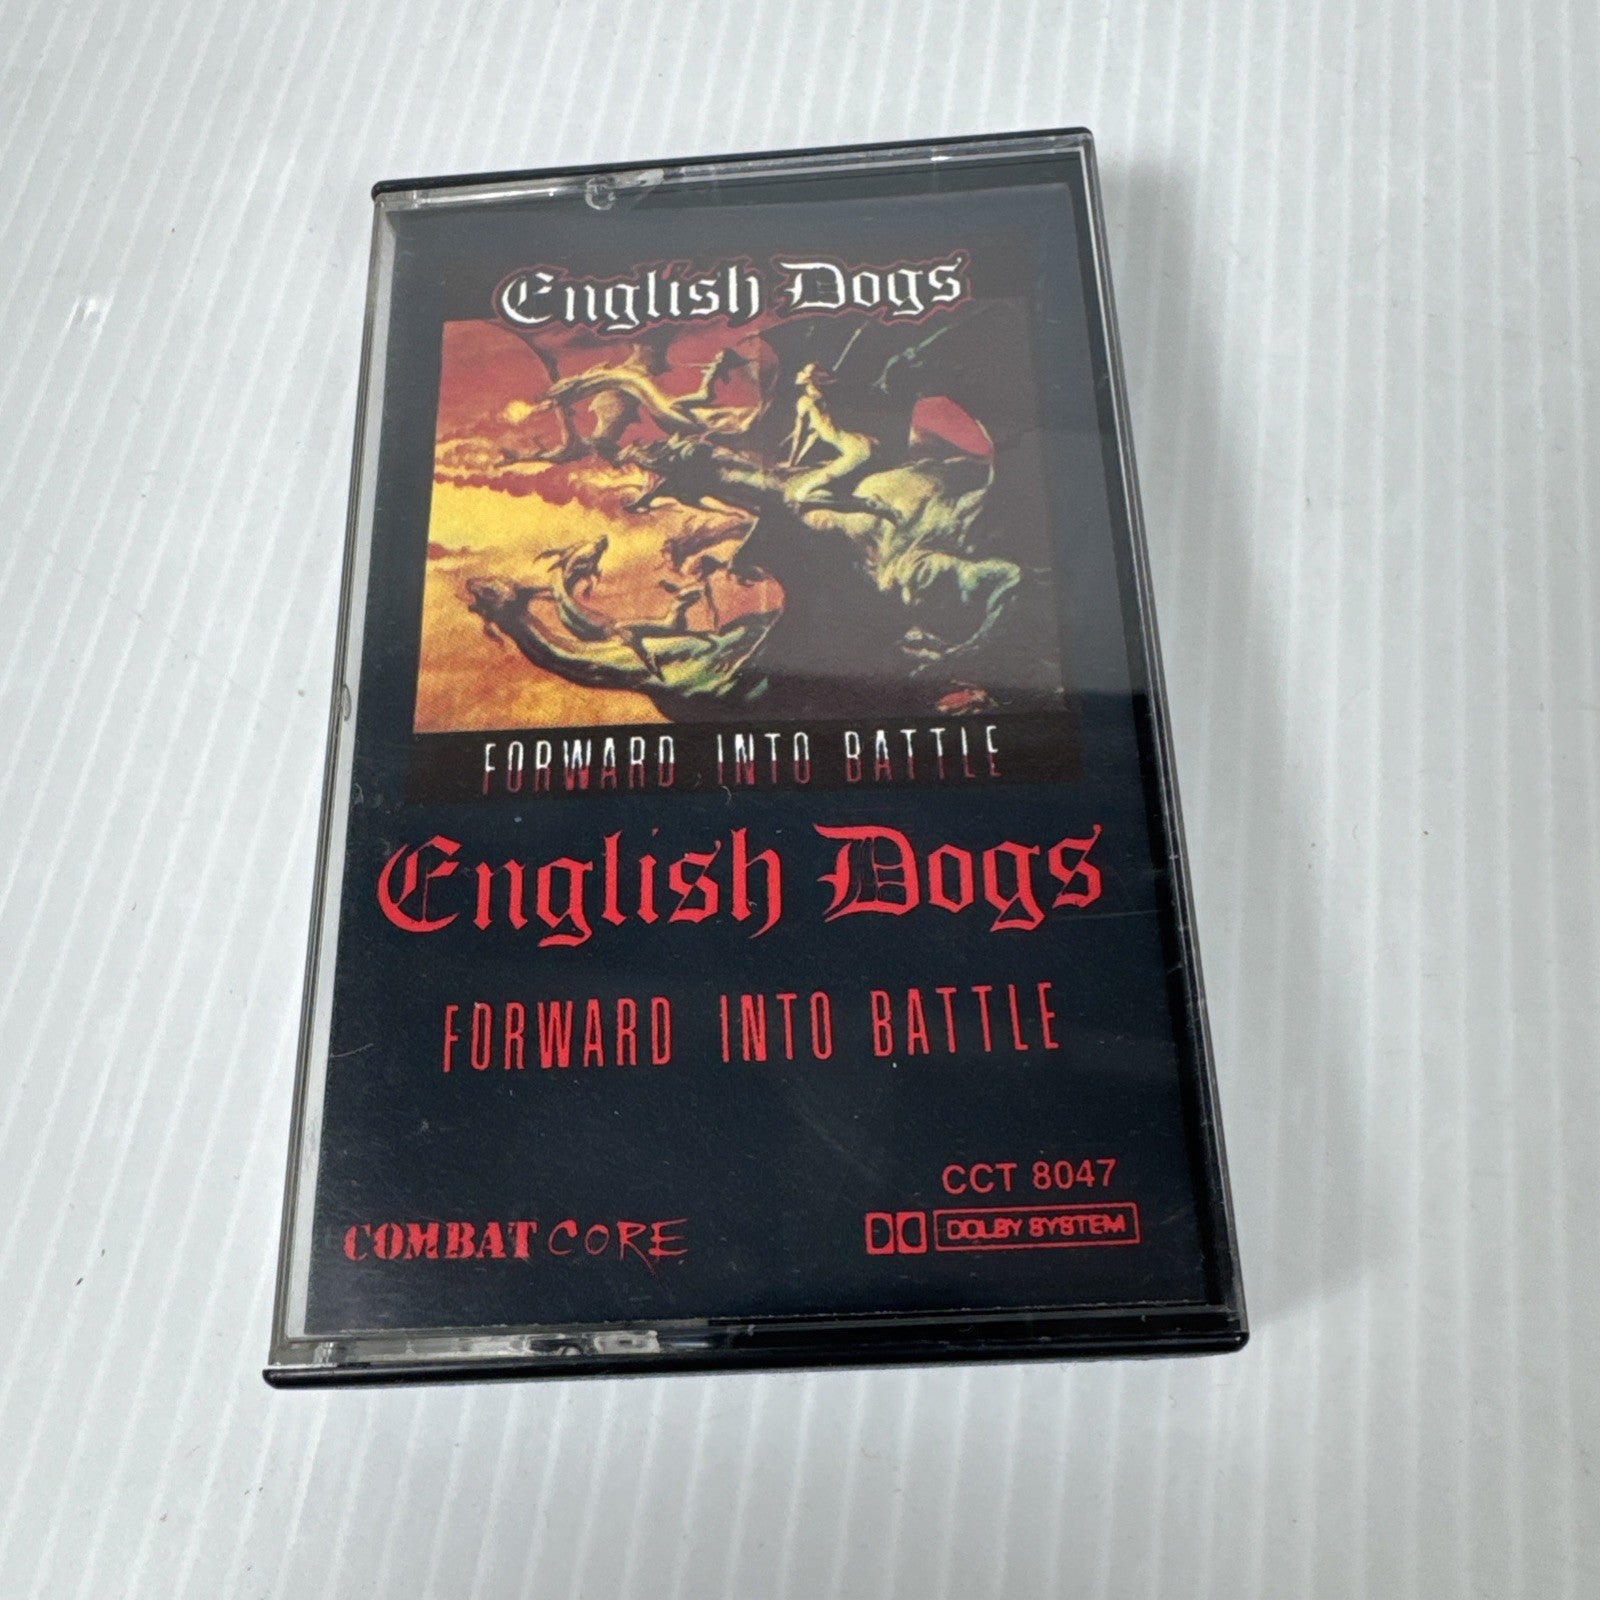 English Dogs
FORWARD INTO BATTLE
English Dogs
FORWARD INTO BATTLE
CCT 8047
COMBAT CORE
DOLBY SYSTEM